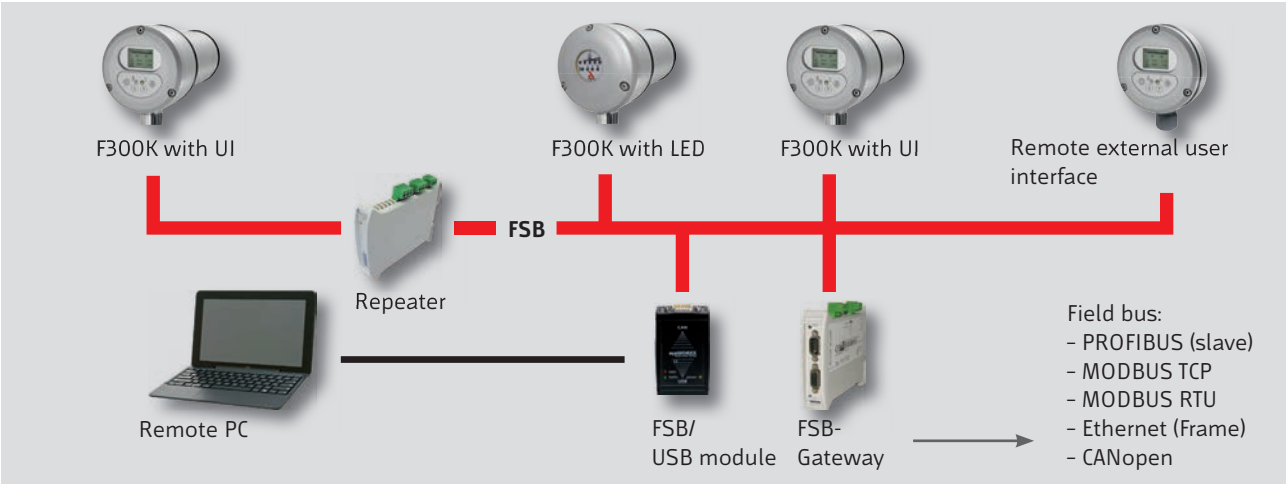 F300K with UI
F300K with LED
F300K with UI
Remote external user
interface
FSB
Repeater
Remote PC
FSB/
USB module
FSB-
Gateway
Field bus:
– PROFIBUS (slave)
– MODBUS TCP
– MODBUS RTU
– Ethernet (Frame)
– CANopen